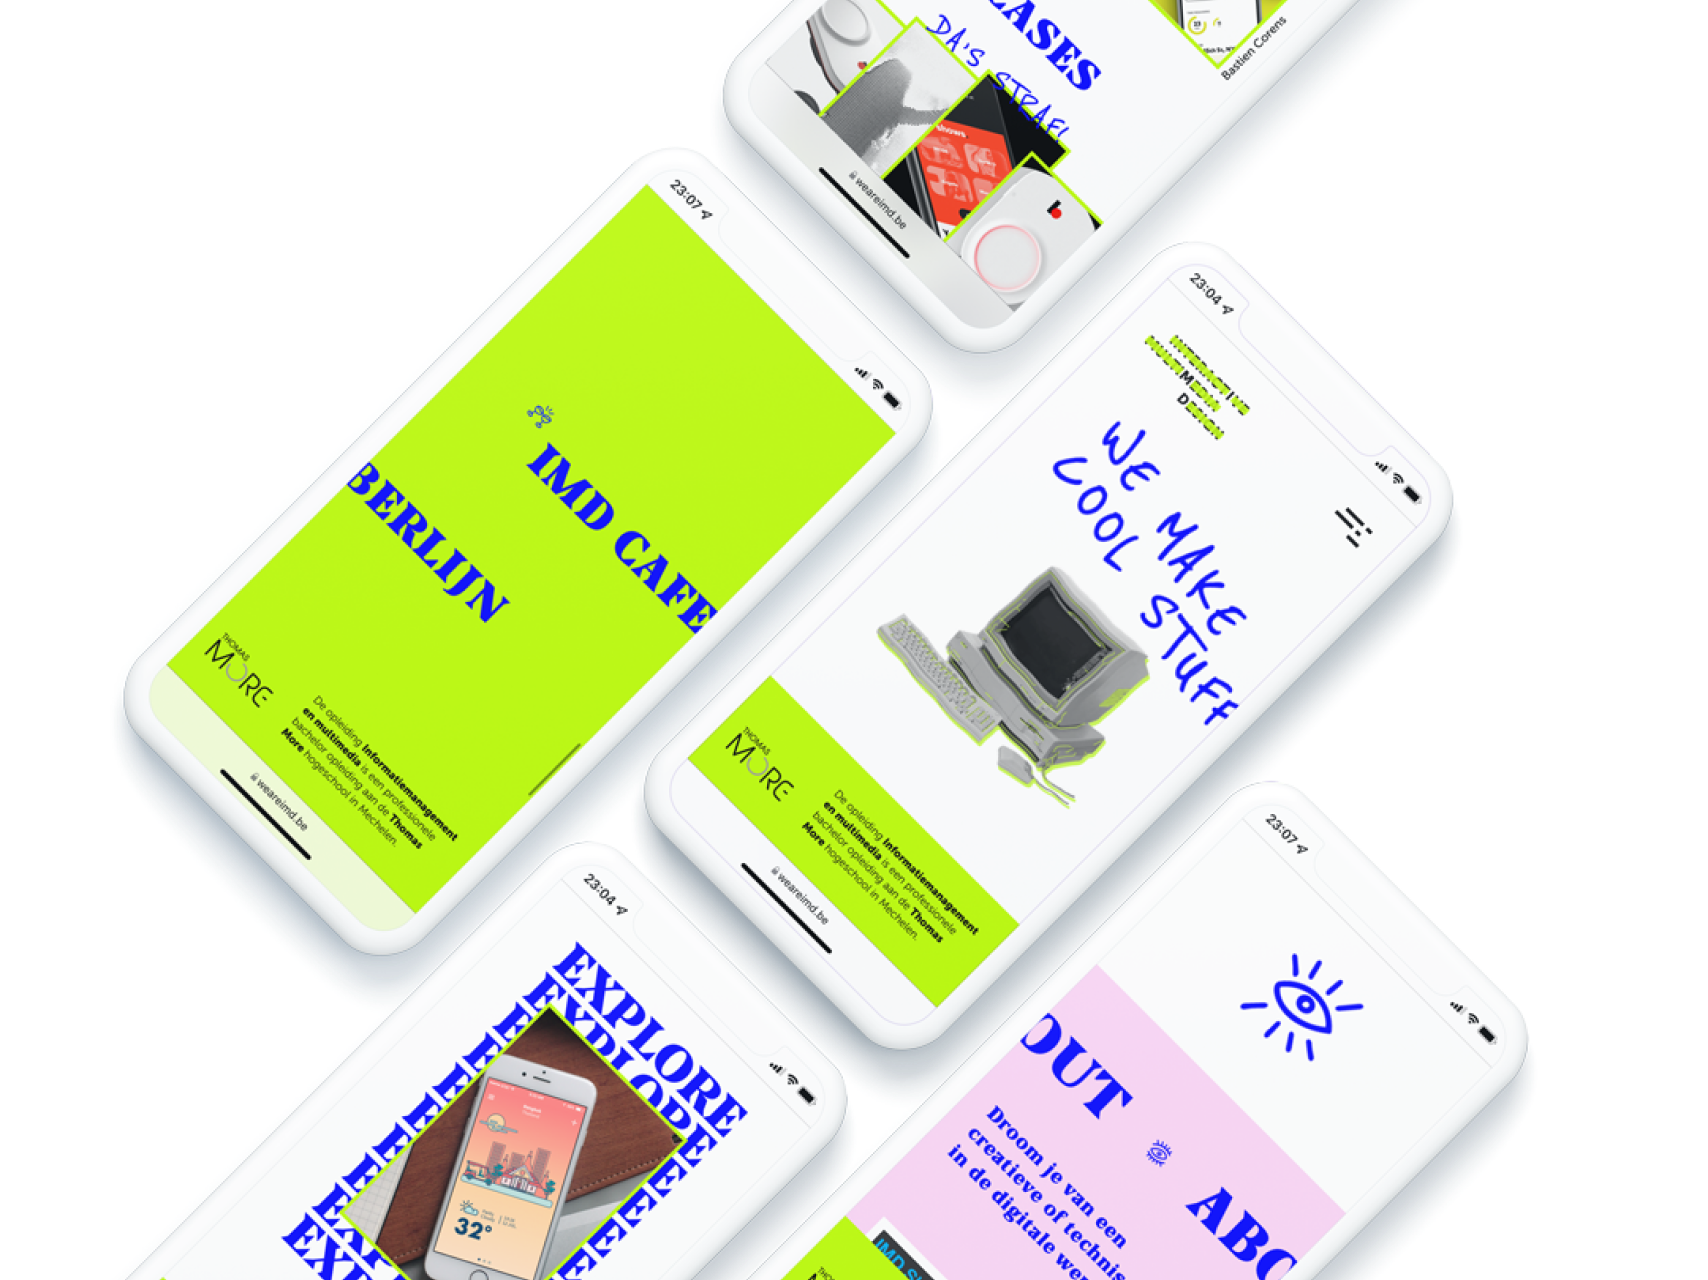 CASES
DA'S STRAF!
Bastien Corens
weareimd.be
23:07
IMD CAFE
BERLIJN
THOMAS
MORE
De opleiding Informatiemanagement
en multimedia is een professionele
bachelor opleiding aan de Thomas
More hogeschool in Mechelen.
weareimd.be
23:04
INTERACTIVE
MULTIMEDIA
DESIGN
WE MAKE
COOL STUFF
THOMAS
MORE
De opleiding Informatiemanagement
en multimedia is een professionele
bachelor opleiding aan de Thomas
More hogeschool in Mechelen.
weareimd.be
23:04
EXPLORE
EXPLORE
32°
23:07
OUT
ABO
Droom je van een
creatieve of technis
in de digitale wer
THOMAS